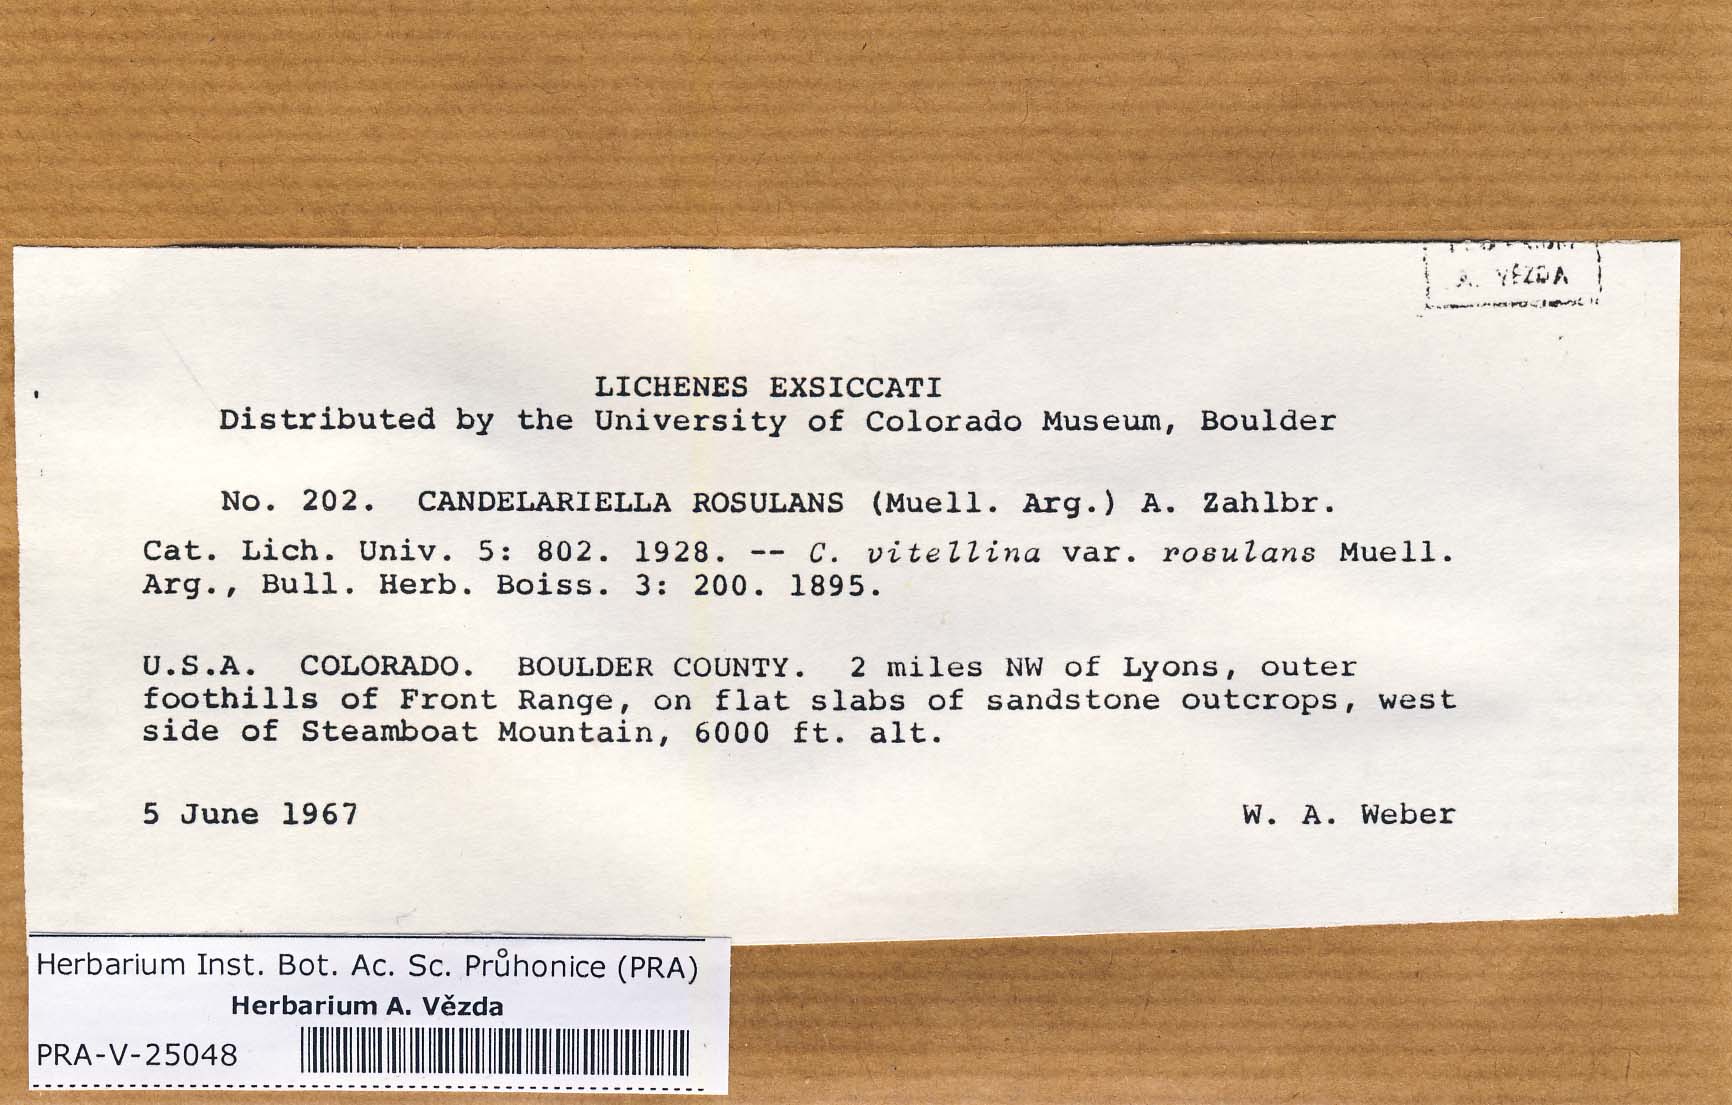 A. VĚZDA
LICHENES EXSICCATI
Distributed by the University of Colorado Museum, Boulder
No. 202. CANDELARIELLA ROSULANS (Muell. Arg.) A. Zahlbr.
Cat. Lich. Univ. 5: 802. 1928. -- C. vitellina var. rosulans Muell.
Arg., Bull. Herb. Boiss. 3: 200. 1895.
U.S.A. COLORADO. BOULDER COUNTY. 2 miles NW of Lyons, outer
foothills of Front Range, on flat slabs of sandstone outcrops, west
side of Steamboat Mountain, 6000 ft. alt.
5 June 1967 W. A. Weber
Herbarium Inst. Bot. Ac. Sc. Průhonice (PRA)
Herbarium A. Vězda
PRA-V-25048